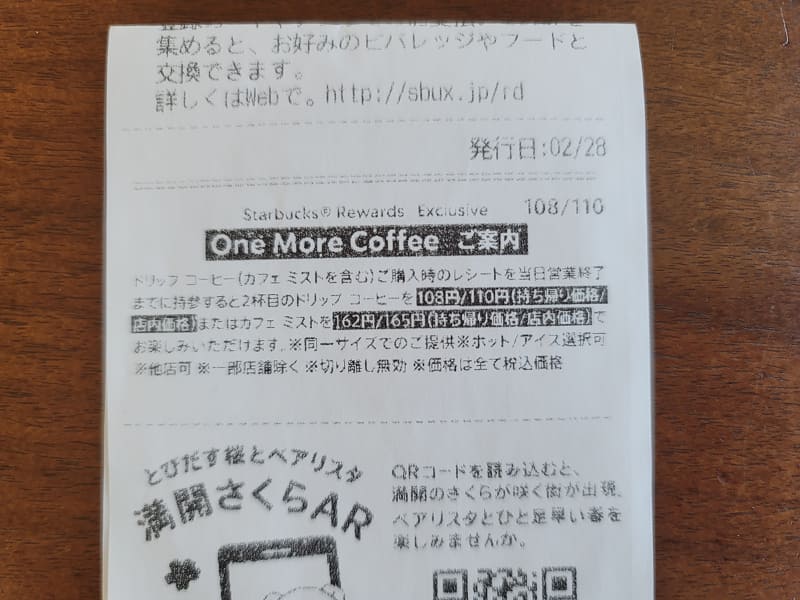 集めると、お好みのビバレッジやフードと
交換できます。
詳しくはWebで。http://sbux.jp/rd
発行日:02/28
Starbucks® Rewards Exclusive 108/110
One More Coffee ご案内
ドリップ コーヒー(カフェ ミストを含む)ご購入時のレシートを当日営業終了
までに持参すると2杯目のドリップ コーヒーを108円/110円(持ち帰り価格/
店内価格)またはカフェ ミストを162円/165円(持ち帰り価格/店内価格)で
お楽しみいただけます。※同一サイズでのご提供※ホット/アイス選択可
※他店可 ※一部店舗除く ※切り離し無効 ※価格は全て税込価格
とびだす桜とベアリスタ
満開さくらAR
QRコードを読み込むと、
満開のさくらが咲く街が出現。
ベアリスタとひと足早い春を
楽しみませんか。